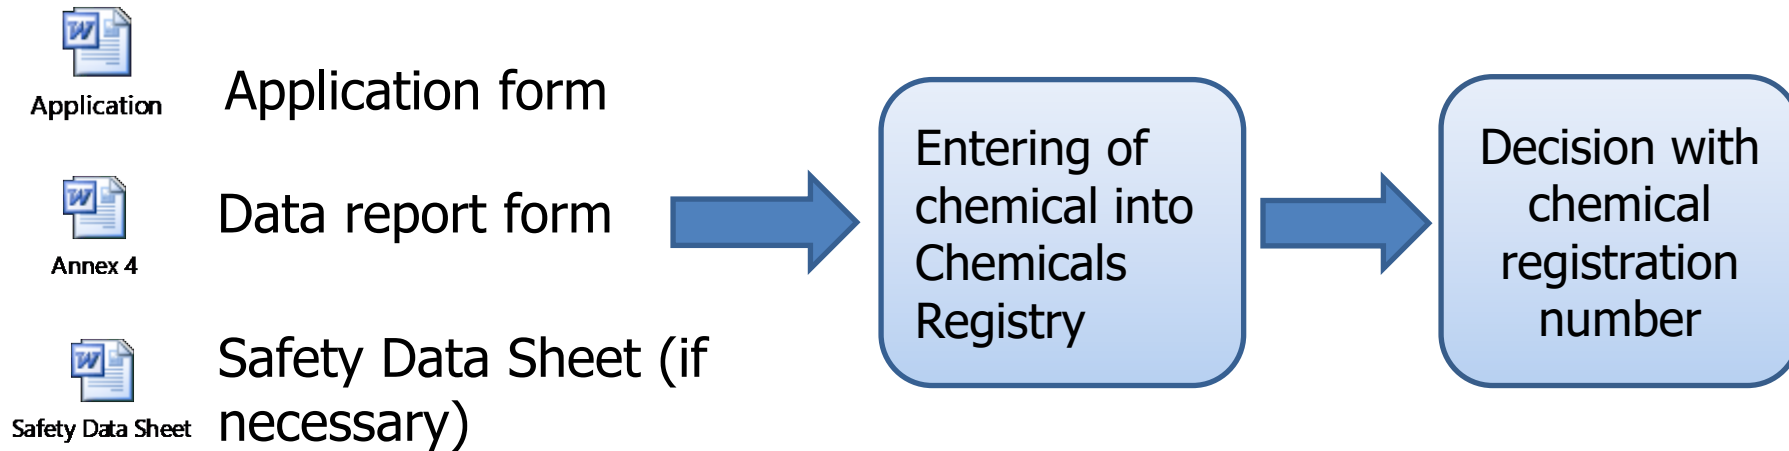 Application
Application form
Annex 4
Data report form
Safety Data Sheet
Safety Data Sheet (if
necessary)
Entering of
chemical into
Chemicals
Registry
Decision with
chemical
registration
number